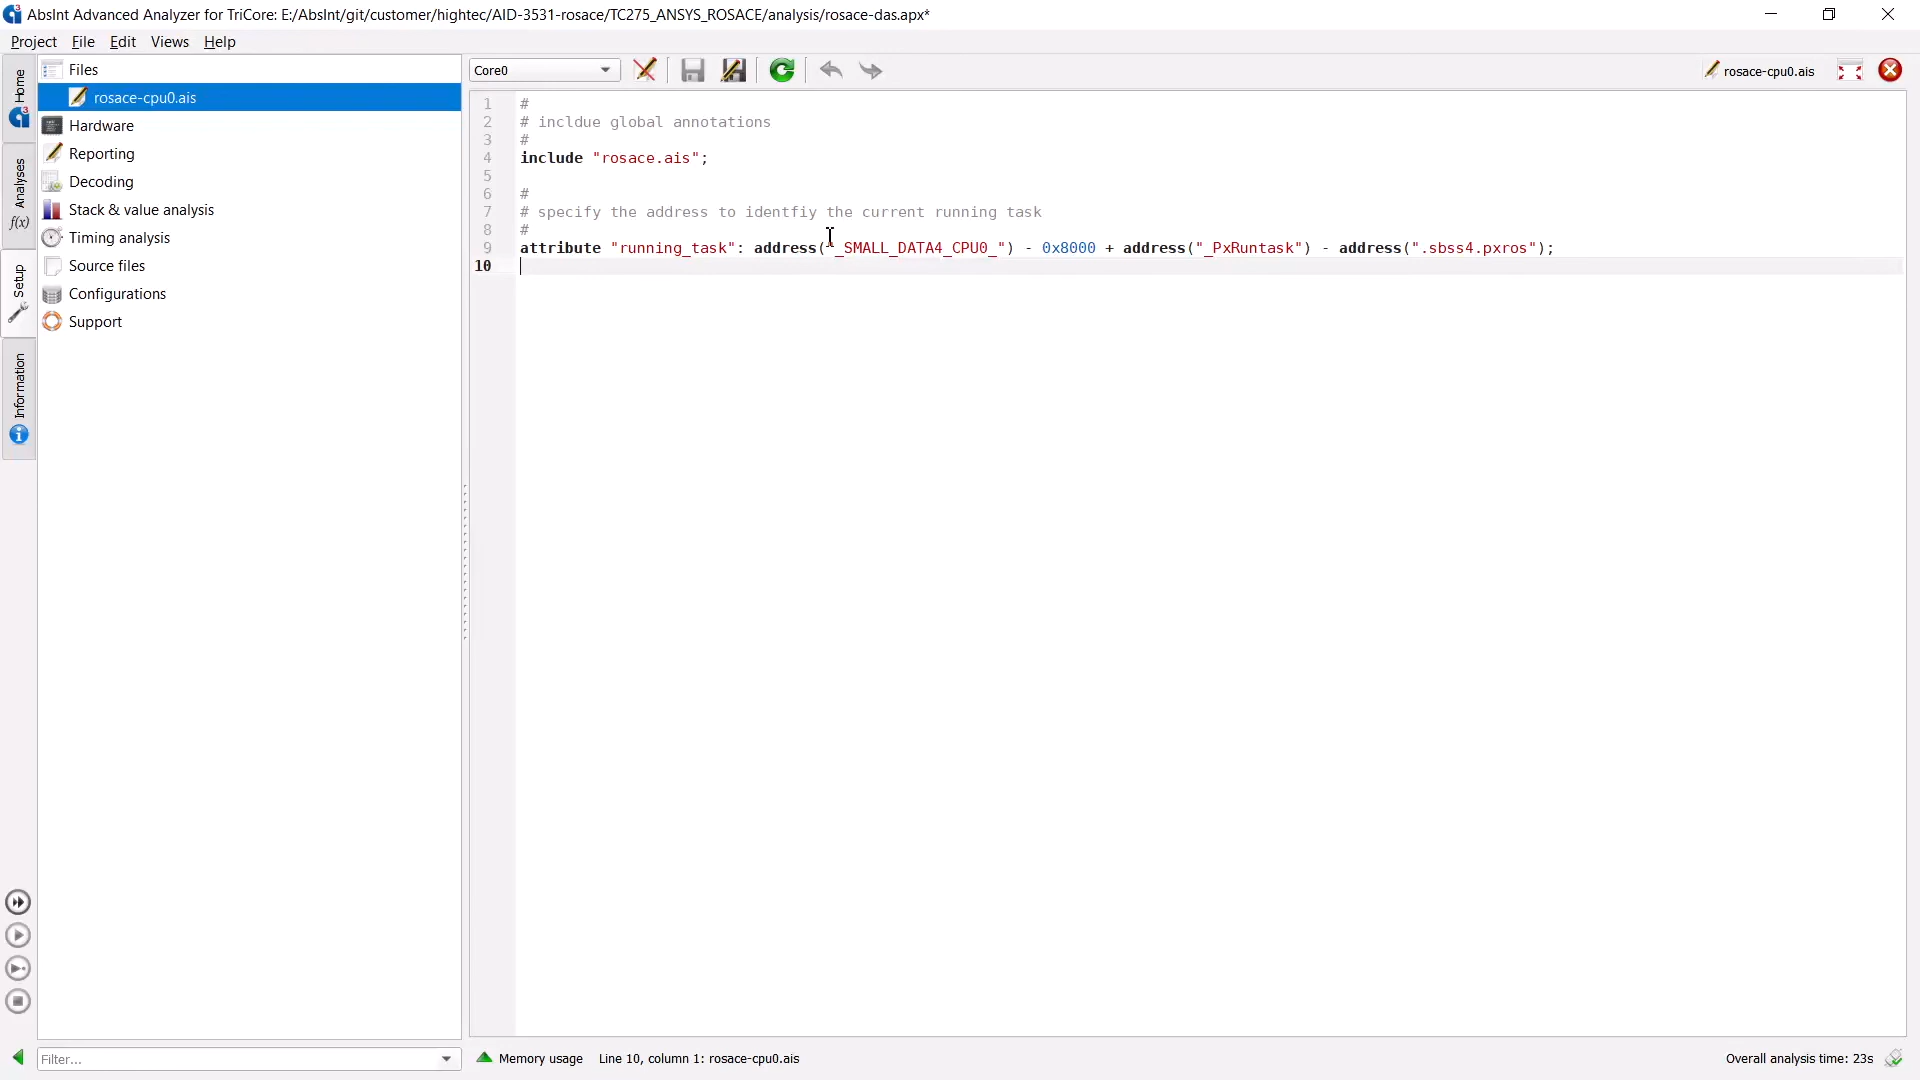 AbsInt Advanced Analyzer for TriCore: E:/AbsInt/git/customer/hightec/AID-3531-rosace/TC275_ANSYS_ROSACE/analysis/rosace-das.apx*
Project File Edit Views Help
Home
Analyses
f(x)
Setup
Information
Files
rosace-cpu0.ais
Hardware
Reporting
Decoding
Stack & value analysis
Timing analysis
Source files
Configurations
Support
Core0
rosace-cpu0.ais
1 #
2 # incldue global annotations
3 #
4 include "rosace.ais";
5
6 #
7 # specify the address to identfiy the current running task
8 #
9 attribute "running_task": address("_SMALL_DATA4_CPU0_") - 0x8000 + address("_PxRuntask") - address(".sbss4.pxros");
10
Filter...
Memory usage Line 10, column 1: rosace-cpu0.ais
Overall analysis time: 23s